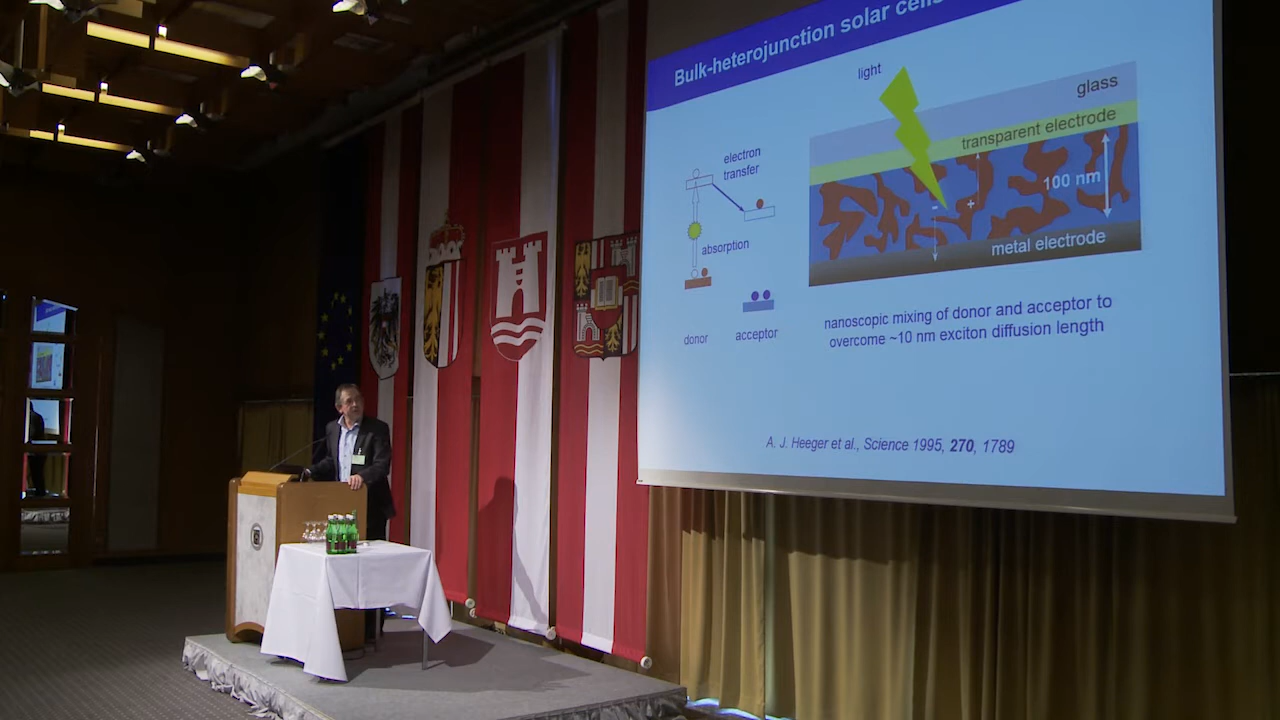 Bulk-heterojunction solar cells
light
glass
transparent electrode
electron
transfer
100 nm
-
+
absorption
metal electrode
donor
acceptor
nanoscopic mixing of donor and acceptor to
overcome ~10 nm exciton diffusion length
A. J. Heeger et al., Science 1995, 270, 1789